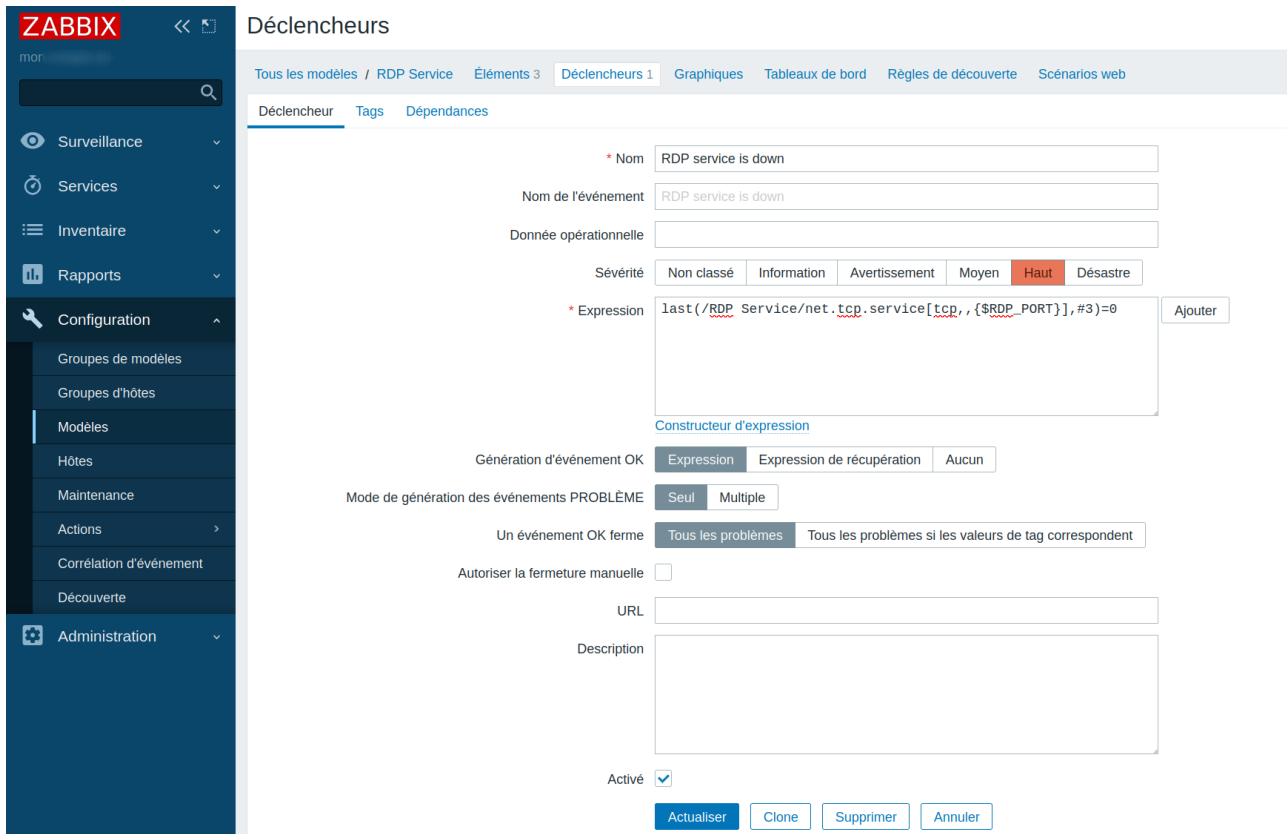 ZABBIX
Déclencheurs
mon
Tous les modèles / RDP Service Éléments 3 Déclencheurs 1 Graphiques Tableaux de bord Règles de découverte Scénarios web
Déclencheur Tags Dépendances
Surveillance
Services
Inventaire
Rapports
Configuration
Groupes de modèles
Groupes d'hôtes
Modèles
Hôtes
Maintenance
Actions
Corrélation d'événement
Découverte
Administration
* Nom RDP service is down
Nom de l'événement RDP service is down
Donnée opérationnelle
Sévérité Non classé Information Avertissement Moyen Haut Désastre
* Expression last(/RDP Service/net.tcp.service[tcp,,{$RDP_PORT}],#3)=0 Ajouter
Constructeur d'expression
Génération d'événement OK Expression Expression de récupération Aucun
Mode de génération des événements PROBLÈME Seul Multiple
Un événement OK ferme Tous les problèmes Tous les problèmes si les valeurs de tag correspondent
Autoriser la fermeture manuelle
URL
Description
Activé
Actualiser Clone Supprimer Annuler